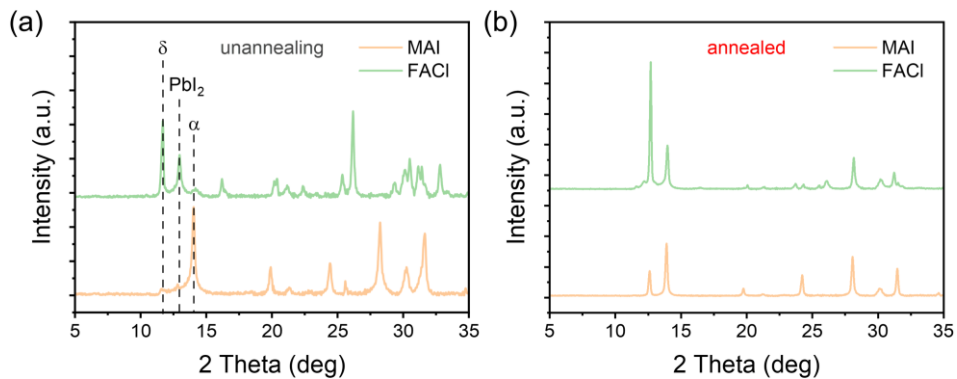 (a)
δ
PbI2
α
unannealing
MAI
FACl
Intensity (a.u.)
5 10 15 20 25 30 35
2 Theta (deg)
(b)
annealed
MAI
FACl
Intensity (a.u.)
5 10 15 20 25 30 35
2 Theta (deg)